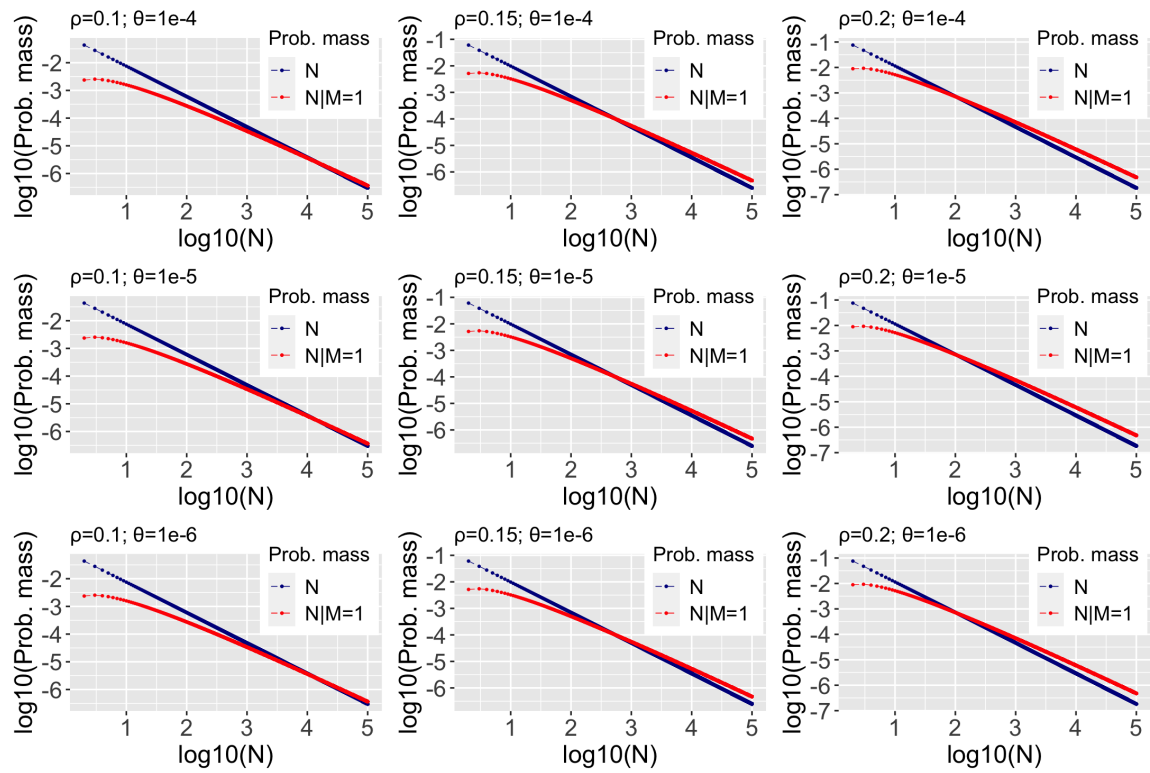 ρ=0.1; θ=1e-4
log10(Prob. mass)
-2
-3
-4
-5
-6
Prob. mass
N
N|M=1
1 2 3 4 5
log10(N)
ρ=0.15; θ=1e-4
log10(Prob. mass)
-1
-2
-3
-4
-5
-6
Prob. mass
N
N|M=1
1 2 3 4 5
log10(N)
ρ=0.2; θ=1e-4
log10(Prob. mass)
-1
-2
-3
-4
-5
-6
-7
Prob. mass
N
N|M=1
1 2 3 4 5
log10(N)
ρ=0.1; θ=1e-5
log10(Prob. mass)
-2
-3
-4
-5
-6
Prob. mass
N
N|M=1
1 2 3 4 5
log10(N)
ρ=0.15; θ=1e-5
log10(Prob. mass)
-1
-2
-3
-4
-5
-6
Prob. mass
N
N|M=1
1 2 3 4 5
log10(N)
ρ=0.2; θ=1e-5
log10(Prob. mass)
-1
-2
-3
-4
-5
-6
-7
Prob. mass
N
N|M=1
1 2 3 4 5
log10(N)
ρ=0.1; θ=1e-6
log10(Prob. mass)
-2
-3
-4
-5
-6
Prob. mass
N
N|M=1
1 2 3 4 5
log10(N)
ρ=0.15; θ=1e-6
log10(Prob. mass)
-1
-2
-3
-4
-5
-6
Prob. mass
N
N|M=1
1 2 3 4 5
log10(N)
ρ=0.2; θ=1e-6
log10(Prob. mass)
-1
-2
-3
-4
-5
-6
-7
Prob. mass
N
N|M=1
1 2 3 4 5
log10(N)